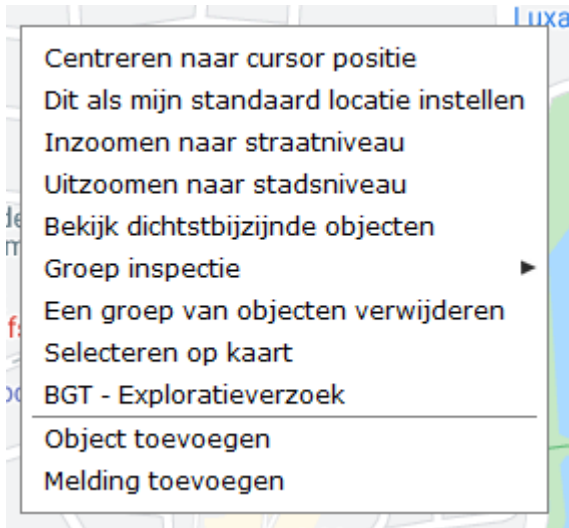 Luxa
Centreren naar cursor positie
Dit als mijn standaard locatie instellen
Inzoomen naar straatniveau
Uitzoomen naar stadsniveau
Bekijk dichtstbijzijnde objecten
Groep inspectie
Een groep van objecten verwijderen
Selecteren op kaart
BGT - Exploratieverzoek
Object toevoegen
Melding toevoegen